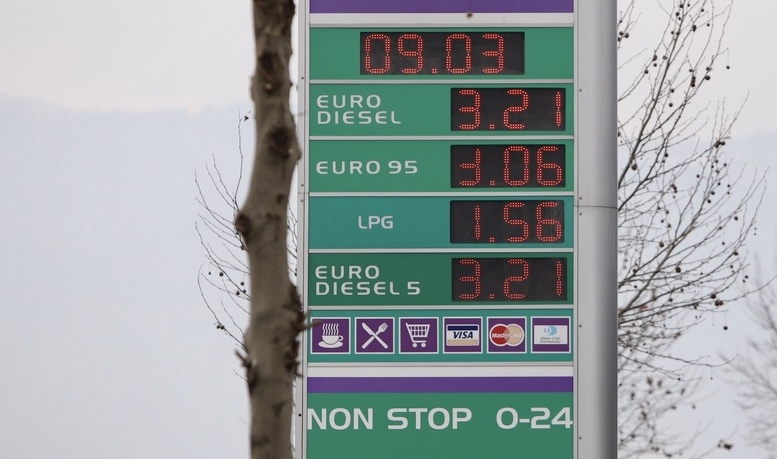 09.03
EURO
DIESEL
3.21
EURO 95
3.06
LPG
1.56
EURO
DIESEL 5
3.21
VISA
MasterCard
NON STOP 0-24